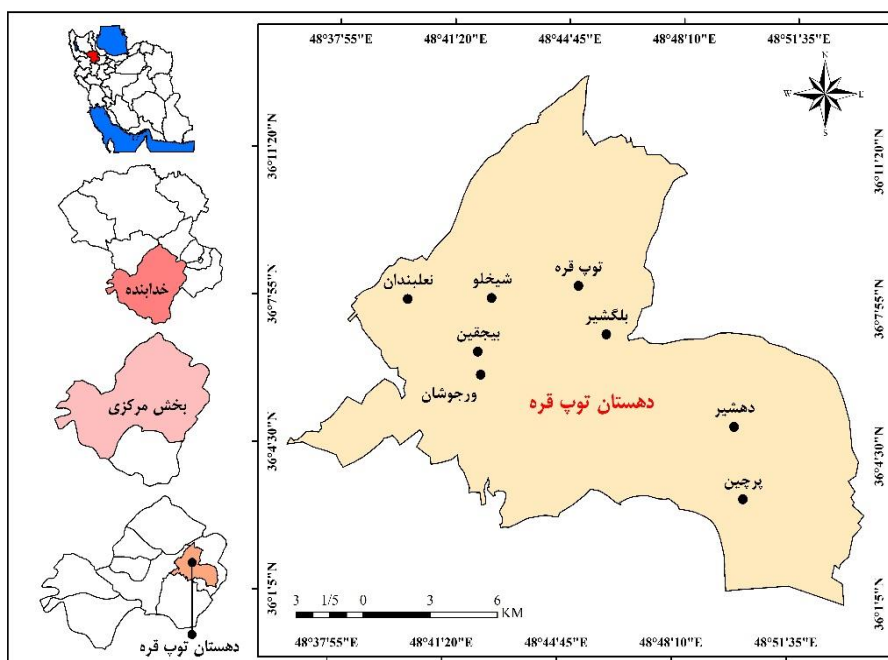 48°37'55"E 48°41'20"E 48°44'45"E 48°48'10"E 48°51'35"E
N
W E
S
36°11'20"N
36°11'20"N
خدابنده
36°7'55"N
36°7'55"N
توپ قره
شیخلو
نعلبندان
بلگشیر
بیجقین
ورجوشان
بخش مرکزی
دهستان توپ قره
دهشیر
36°4'30"N
36°4'30"N
پرچین
36°1'5"N
36°1'5"N
3 1/5 0 3 6
KM
دهستان توپ قره
48°37'55"E 48°41'20"E 48°44'45"E 48°48'10"E 48°51'35"E